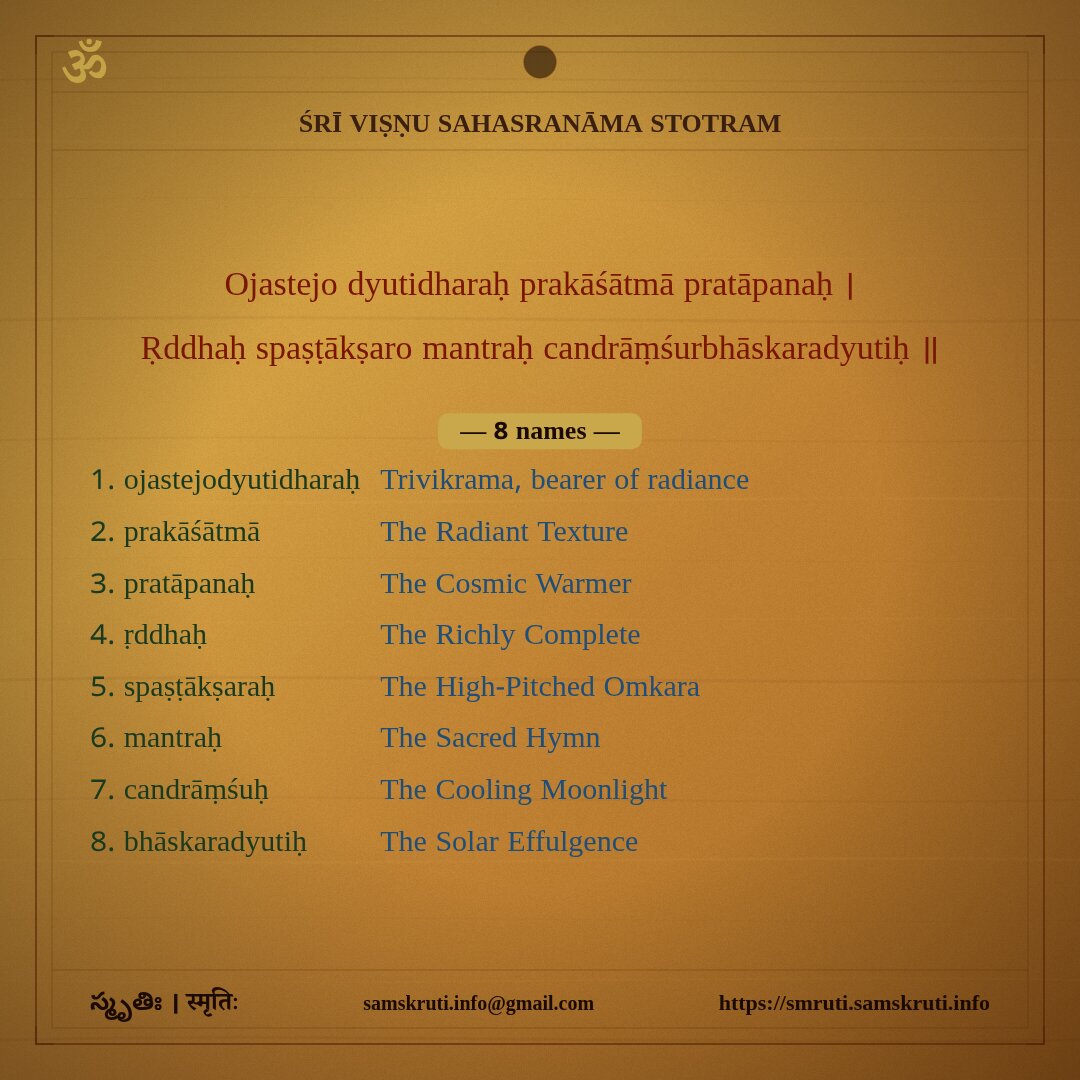 ॐ
ŚRĪ VIṢṆU SAHASRANĀMA STOTRAM
Ojastejo dyutidharaḥ prakāśātmā pratāpanaḥ |
Ṛddhaḥ spaṣṭākṣaro mantraḥ candrāṃśurbhāskaradyutiḥ ||
— 8 names —
1. ojastejodyutidharaḥ Trivikrama, bearer of radiance
2. prakāśātmā The Radiant Texture
3. pratāpanaḥ The Cosmic Warmer
4. ṛddhaḥ The Richly Complete
5. spaṣṭākṣaraḥ The High-Pitched Omkara
6. mantraḥ The Sacred Hymn
7. candrāṃśuḥ The Cooling Moonlight
8. bhāskaradyutiḥ The Solar Effulgence
స్మృతిః | स्मृतिः samskruti.info@gmail.com https://smruti.samskruti.info